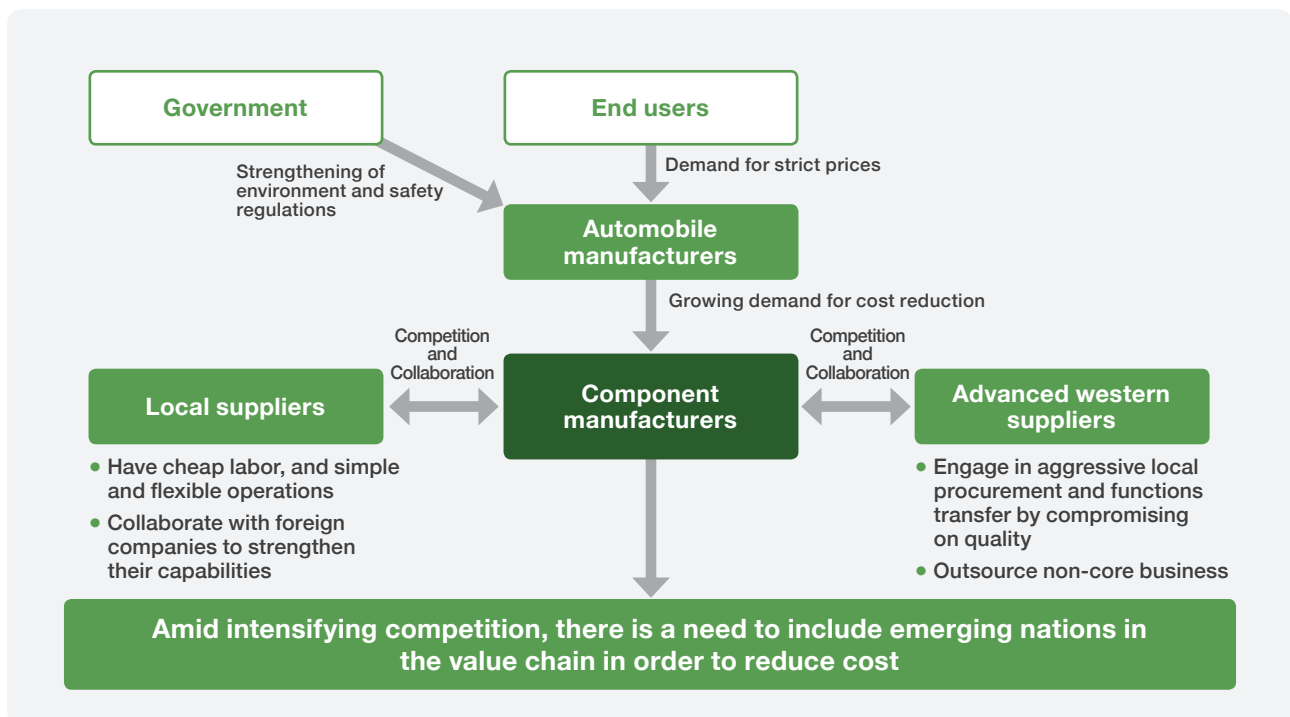 Government
End users
Strengthening of
environment and safety
regulations
Demand for strict prices
Automobile
manufacturers
Growing demand for cost reduction
Competition
and
Collaboration
Competition
and
Collaboration
Local suppliers
Component
manufacturers
Advanced western
suppliers
• Have cheap labor, and simple
and flexible operations
• Collaborate with foreign
companies to strengthen
their capabilities
• Engage in aggressive local
procurement and functions
transfer by compromising
on quality
• Outsource non-core business
Amid intensifying competition, there is a need to include emerging nations in
the value chain in order to reduce cost